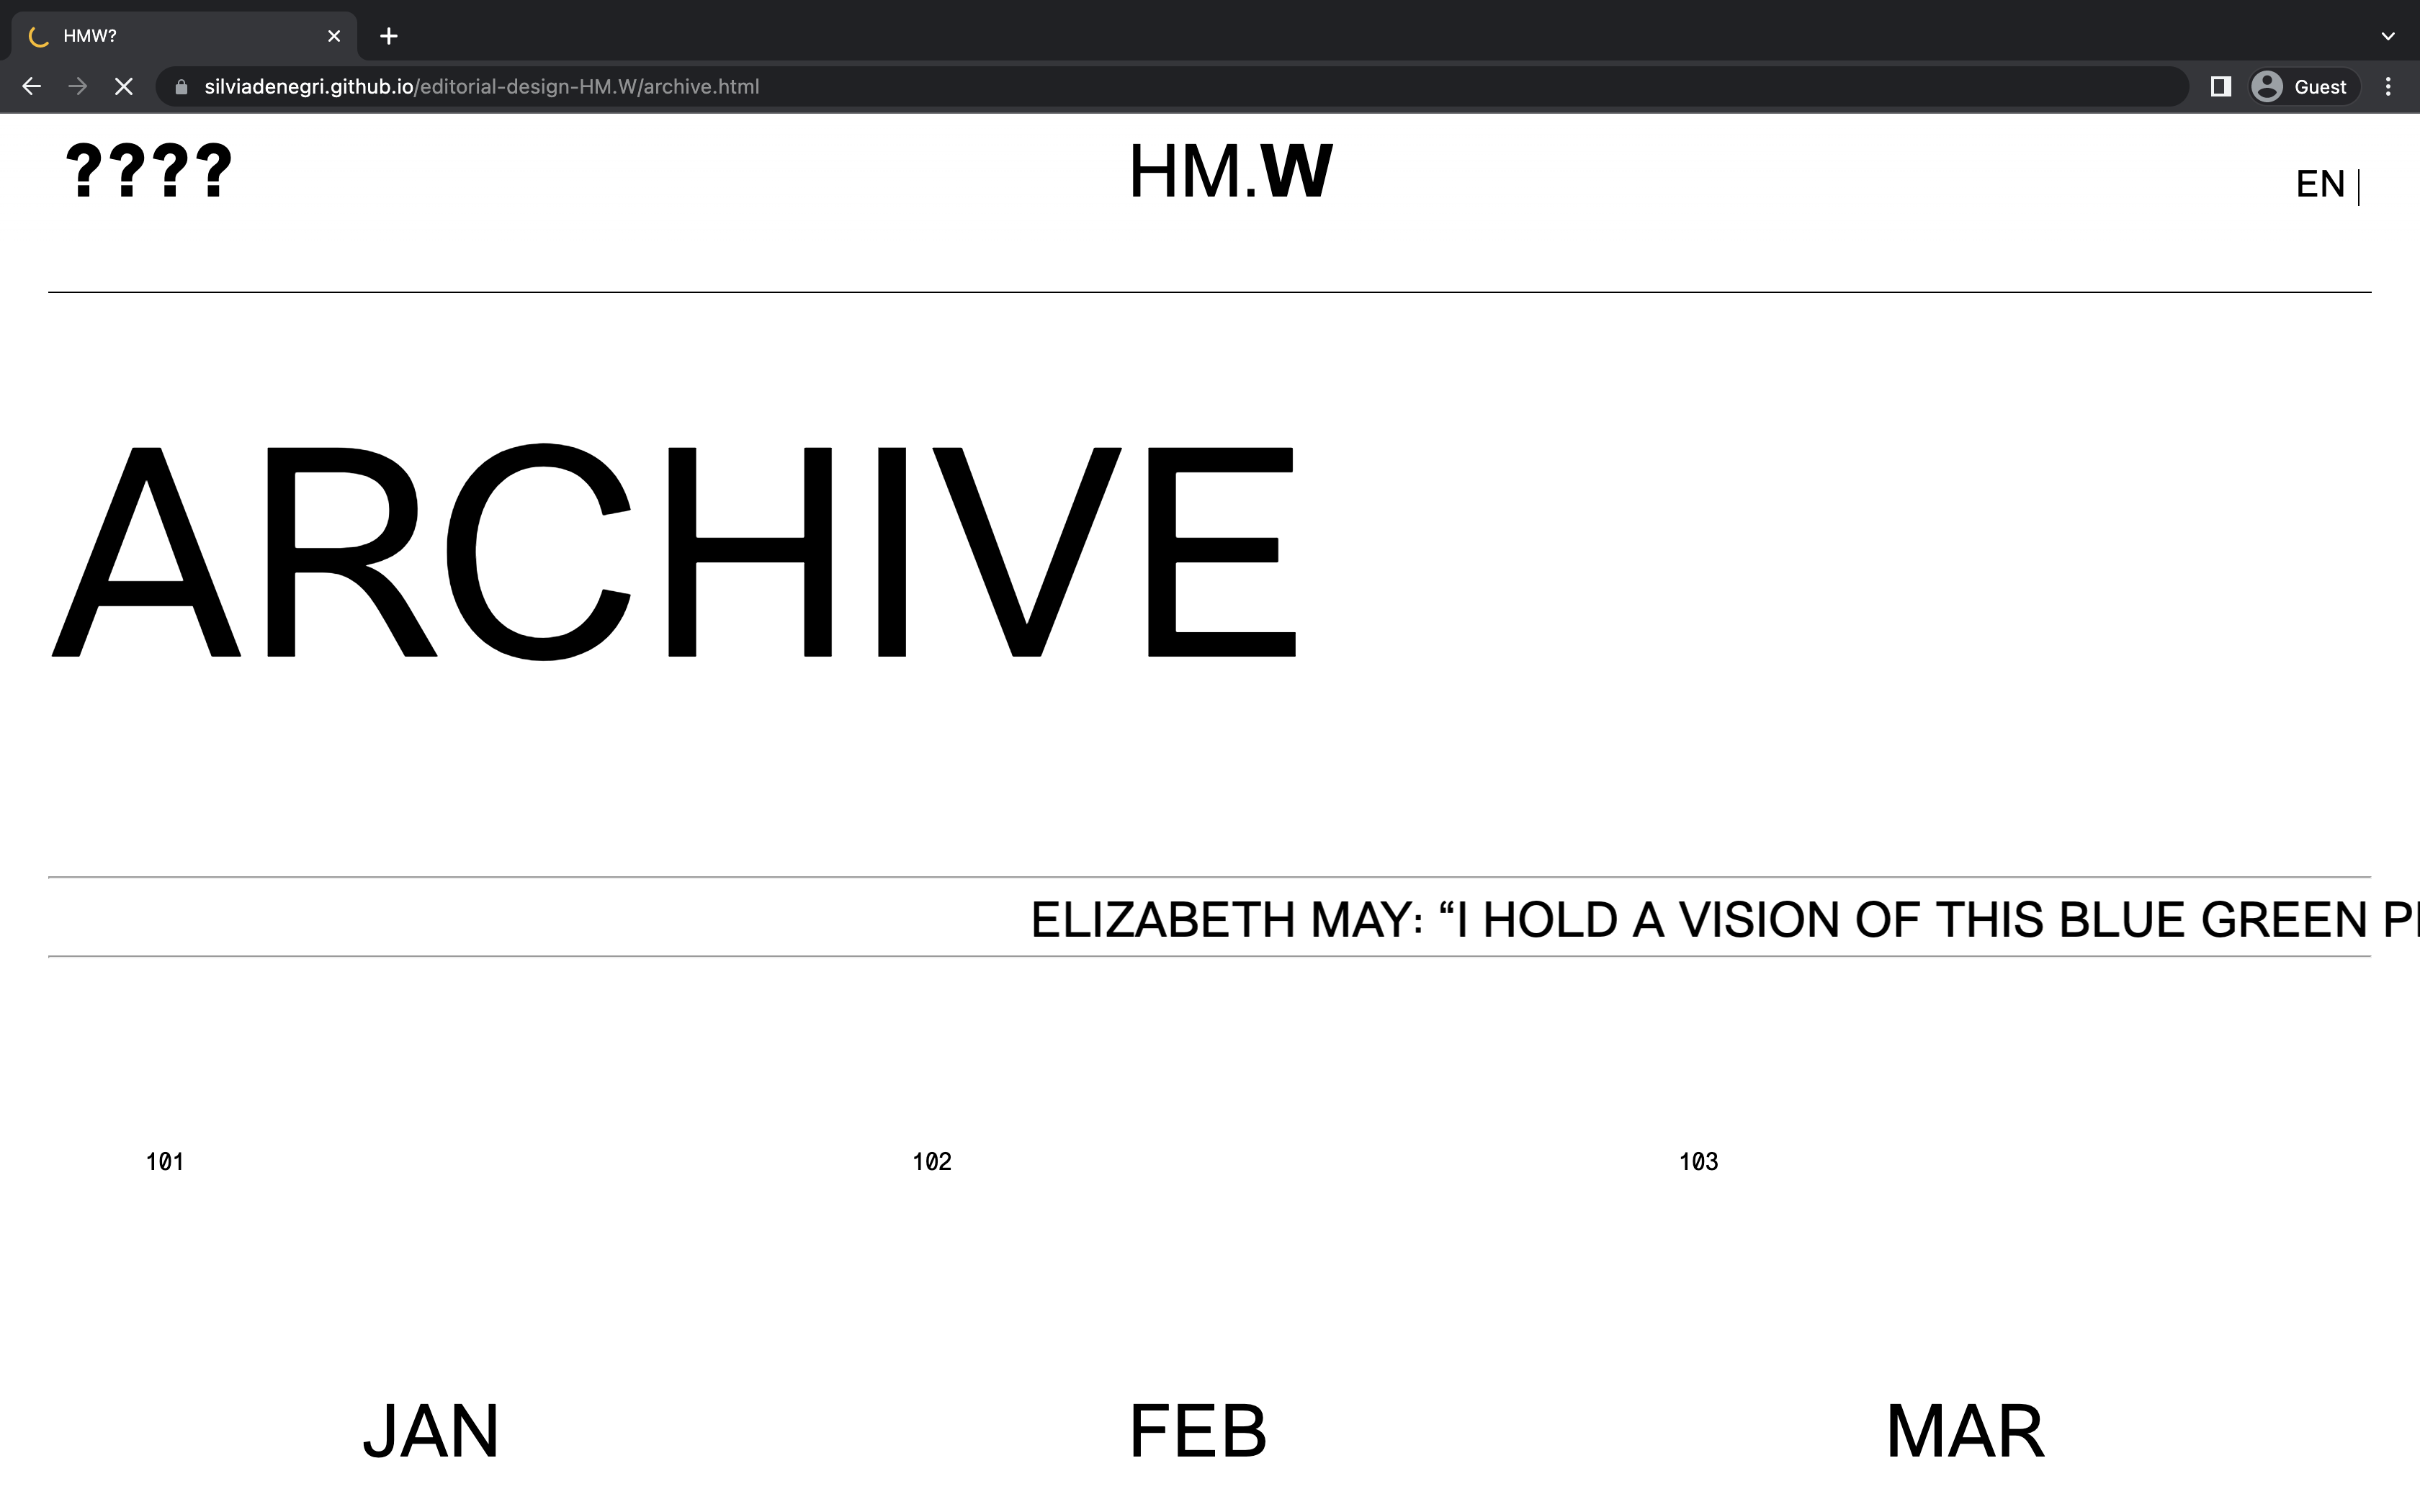 HMW?
silviadenegri.github.io/editorial-design-HM.W/archive.html
Guest
????
HM.W
EN |
ARCHIVE
ELIZABETH MAY: “I HOLD A VISION OF THIS BLUE GREEN
101
102
103
JAN
FEB
MAR